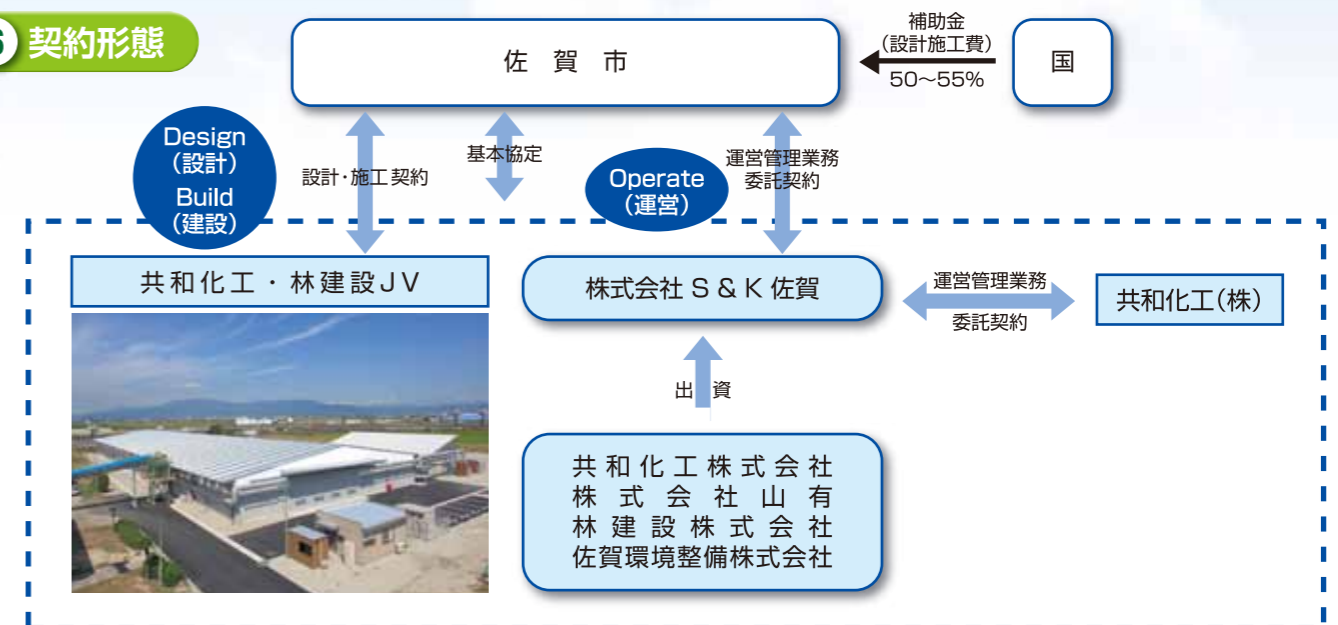 6 契約形態
佐賀市
補助金
(設計施工費)
50~55%
国
Design
(設計)
Build
(建設)
設計・施工契約
基本協定
Operate
(運営)
運営管理業務
委託契約
共和化工・林建設JV
株式会社 S & K 佐賀
運営管理業務
委託契約
共和化工(株)
出資
共和化工株式会社
株式会社山有
林建設株式会社
佐賀環境整備株式会社